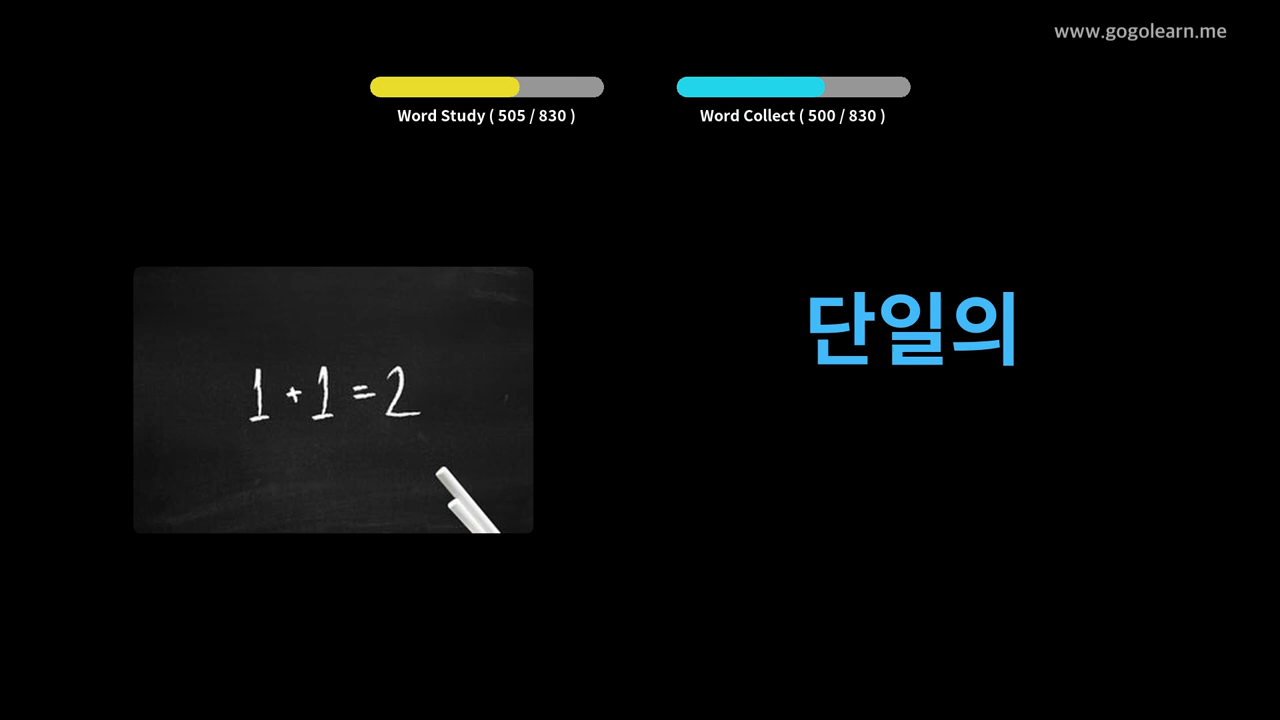 www.gogolearn.me
Word Study ( 505 / 830 )
Word Collect ( 500 / 830 )
단일의
1 + 1 = 2